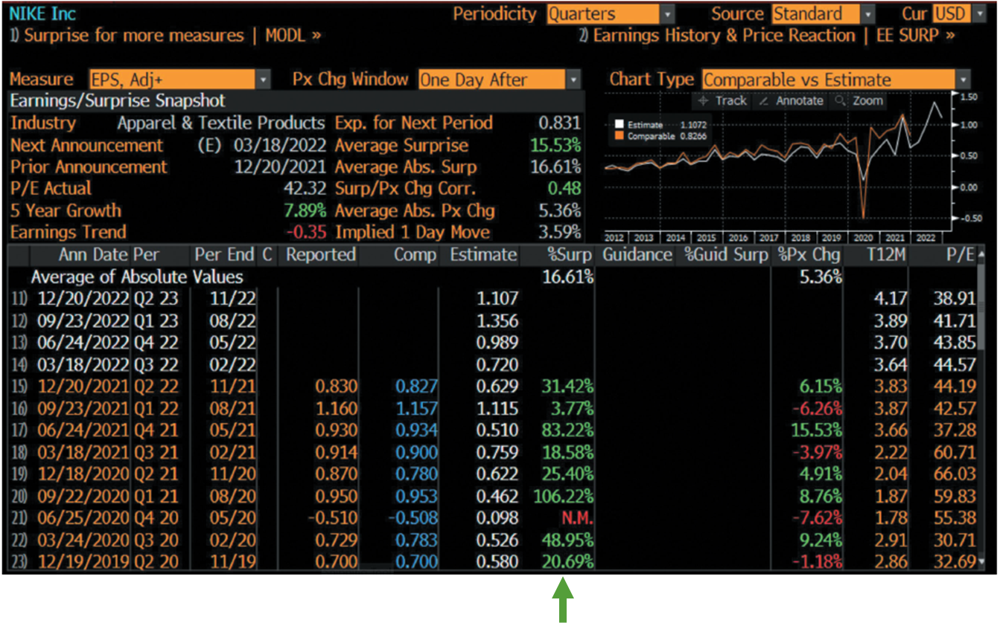 NIKE Inc Periodicity Quarters Source Standard Cur USD
1) Surprise for more measures | MODL » 2) Earnings History & Price Reaction | EE SURP »
Measure EPS, Adj+ Px Chg Window One Day After Chart Type Comparable vs Estimate
Earnings/Surprise Snapshot
Industry Apparel & Textile Products Exp. for Next Period 0.831
Next Announcement (E) 03/18/2022 Average Surprise 15.53%
Prior Announcement 12/20/2021 Average Abs. Surp 16.61%
P/E Actual 42.32 Surp/Px Chg Corr. 0.48
5 Year Growth 7.89% Average Abs. Px Chg 5.36%
Earnings Trend -0.35 Implied 1 Day Move 3.59%
Track Annotate Zoom
Estimate 1.1072
Comparable 0.8266
1.50
1.00
0.50
0.00
-0.50
2012 2013 2014 2015 2016 2017 2018 2019 2020 2021 2022
Ann Date Per Per End C Reported Comp Estimate %Surp Guidance %Guid Surp %Px Chg T12M P/E
Average of Absolute Values 16.61% 5.36%
11) 12/20/2022 Q2 23 11/22 1.107 4.17 38.91
12) 09/23/2022 Q1 23 08/22 1.356 3.89 41.71
13) 06/24/2022 Q4 22 05/22 0.989 3.70 43.85
14) 03/18/2022 Q3 22 02/22 0.720 3.64 44.57
15) 12/20/2021 Q2 22 11/21 0.830 0.827 0.629 31.42% 6.15% 3.83 44.19
16) 09/23/2021 Q1 22 08/21 1.160 1.157 1.115 3.77% -6.26% 3.87 42.57
17) 06/24/2021 Q4 21 05/21 0.930 0.934 0.510 83.22% 15.53% 3.66 37.28
18) 03/18/2021 Q3 21 02/21 0.914 0.900 0.759 18.58% -3.97% 2.22 60.71
19) 12/18/2020 Q2 21 11/20 0.870 0.780 0.622 25.40% 4.91% 2.04 66.03
20) 09/22/2020 Q1 21 08/20 0.950 0.953 0.462 106.22% 8.76% 1.87 59.83
21) 06/25/2020 Q4 20 05/20 -0.510 -0.508 0.098 N.M. -7.62% 1.78 55.38
22) 03/24/2020 Q3 20 02/20 0.729 0.783 0.526 48.95% 9.24% 2.91 30.71
23) 12/19/2019 Q2 20 11/19 0.700 0.700 0.580 20.69% -1.18% 2.86 32.69